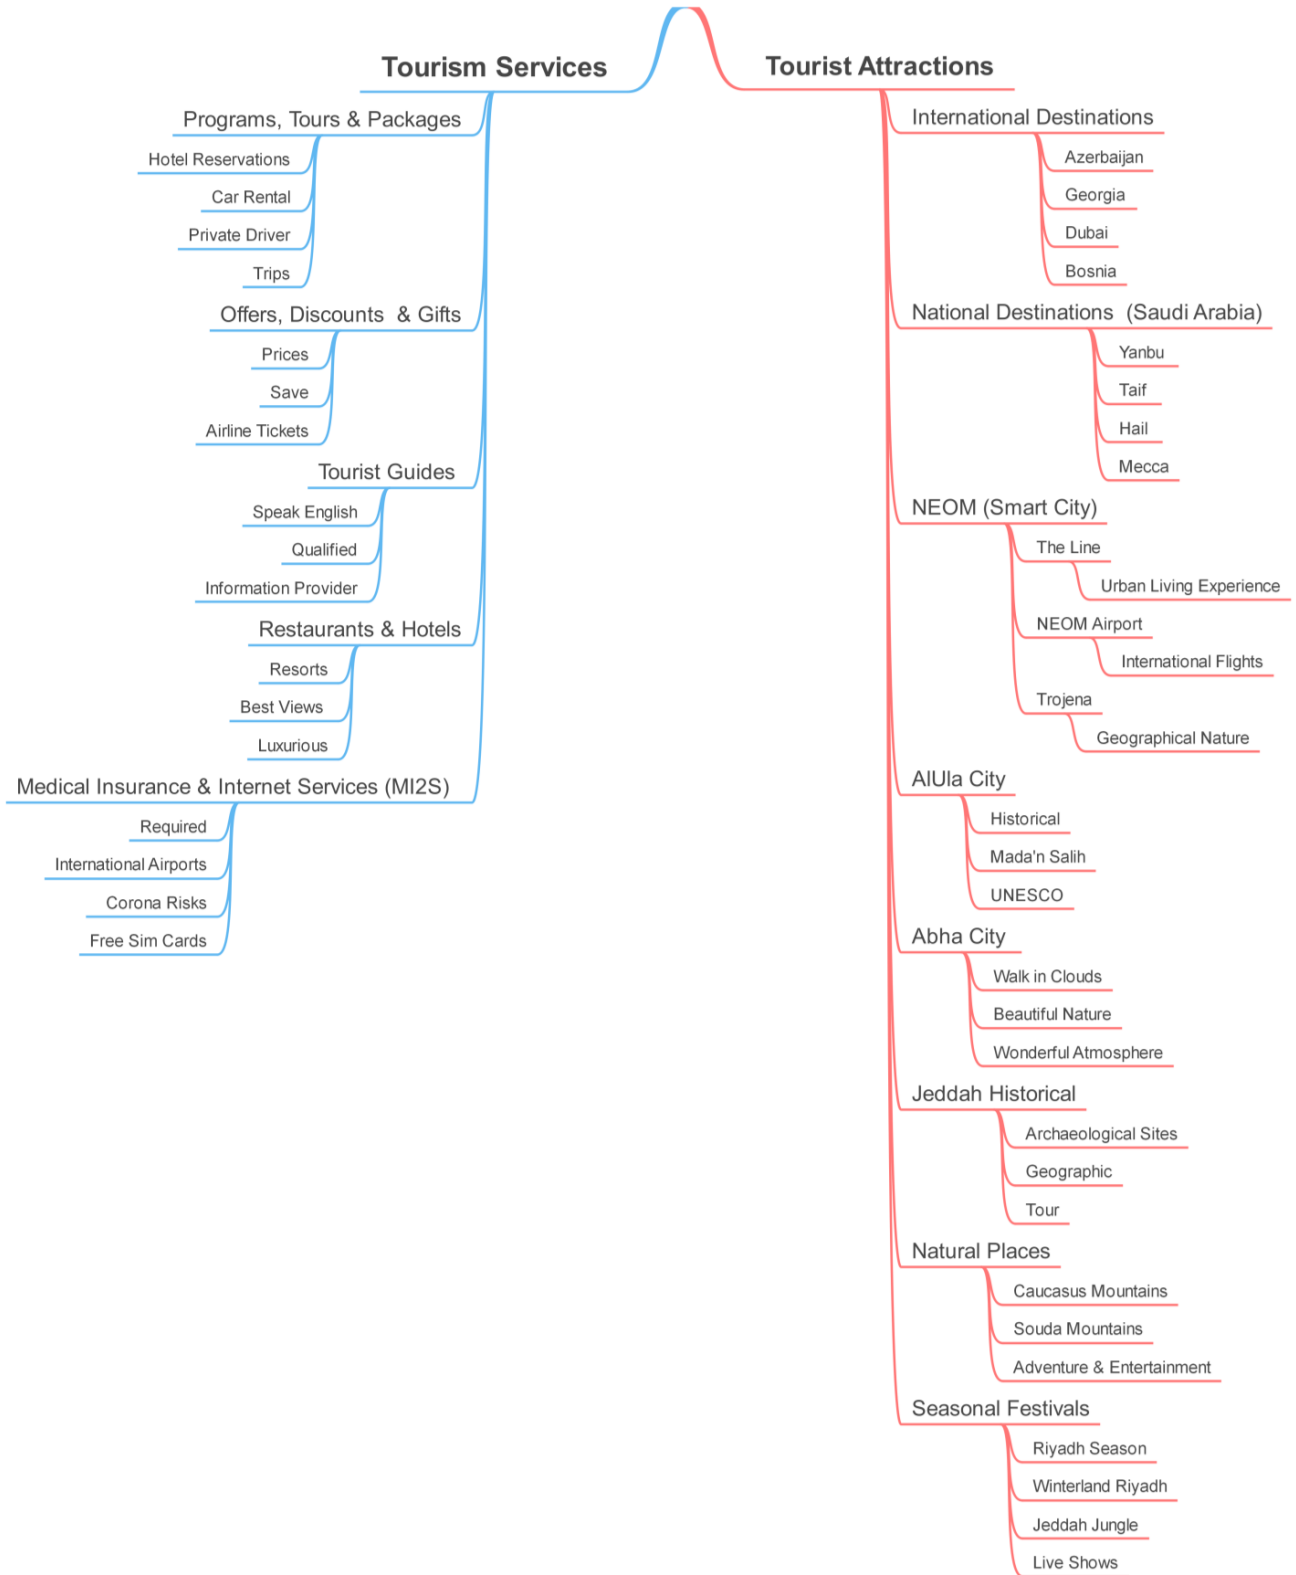 Tourism Services
Programs, Tours & Packages
Hotel Reservations
Car Rental
Private Driver
Trips
Offers, Discounts  & Gifts
Prices
Save
Airline Tickets
Tourist Guides
Speak English
Qualified
Information Provider
Restaurants & Hotels
Resorts
Best Views
Luxurious
Medical Insurance & Internet Services (MI2S)
Required
International Airports
Corona Risks
Free Sim Cards
Tourist Attractions
International Destinations
Azerbaijan
Georgia
Dubai
Bosnia
National Destinations  (Saudi Arabia)
Yanbu
Taif
Hail
Mecca
NEOM (Smart City)
The Line
Urban Living Experience
NEOM Airport
International Flights
Trojena
Geographical Nature
AlUla City
Historical
Mada'n Salih
UNESCO
Abha City
Walk in Clouds
Beautiful Nature
Wonderful Atmosphere
Jeddah Historical
Archaeological Sites
Geographic
Tour
Natural Places
Caucasus Mountains
Souda Mountains
Adventure & Entertainment
Seasonal Festivals
Riyadh Season
Winterland Riyadh
Jeddah Jungle
Live Shows